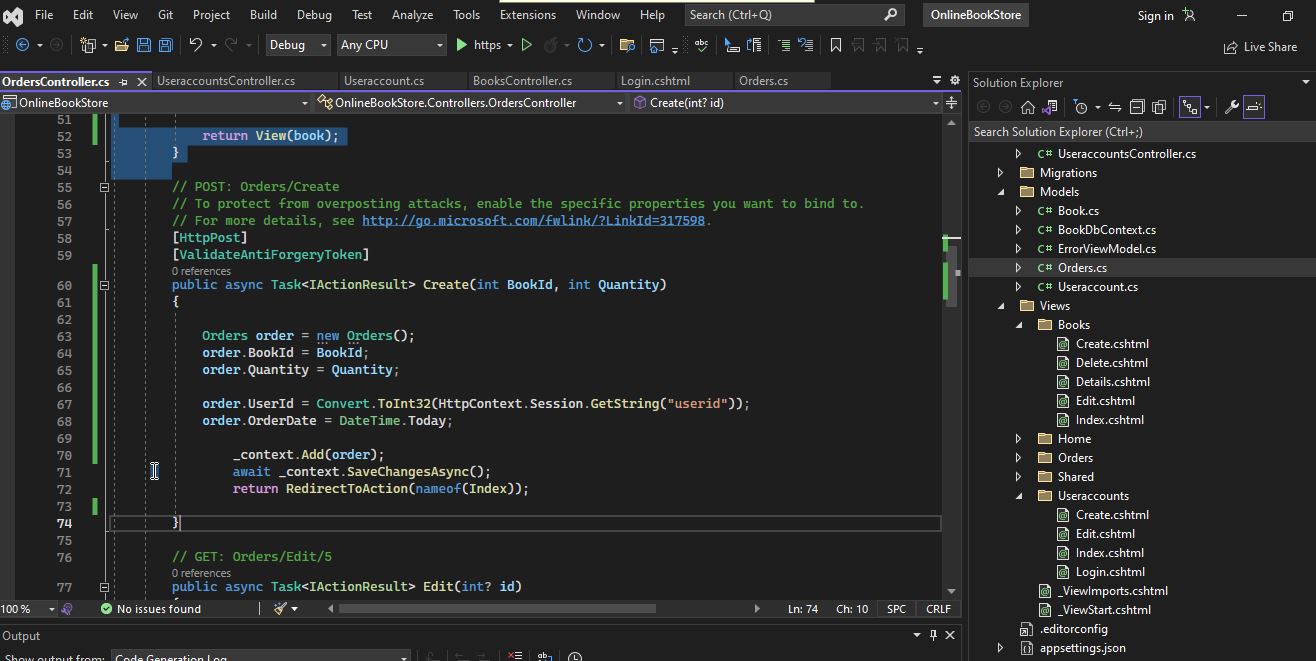 File Edit View Git Project Build Debug Test Analyze Tools Extensions Window Help Search (Ctrl+Q) OnlineBookStore Sign in
Debug Any CPU https Live Share
OrdersController.cs UseraccountsController.cs Useraccount.cs BooksController.cs Login.cshtml Orders.cs
OnlineBookStore OnlineBookStore.Controllers.OrdersController Create(int? id)
51
52 return View(book);
53 }
54
55 // POST: Orders/Create
56 // To protect from overposting attacks, enable the specific properties you want to bind to.
57 // For more details, see http://go.microsoft.com/fwlink/?LinkId=317598.
58 [HttpPost]
59 [ValidateAntiForgeryToken]
0 references
60 public async Task<IActionResult> Create(int BookId, int Quantity)
61 {
62
63 Orders order = new Orders();
64 order.BookId = BookId;
65 order.Quantity = Quantity;
66
67 order.UserId = Convert.ToInt32(HttpContext.Session.GetString("userid"));
68 order.OrderDate = DateTime.Today;
69
70 _context.Add(order);
71 await _context.SaveChangesAsync();
72 return RedirectToAction(nameof(Index));
73
74 }
75
76 // GET: Orders/Edit/5
0 references
77 public async Task<IActionResult> Edit(int? id)
100 % No issues found Ln: 74 Ch: 10 SPC CRLF
Output
Show output from: Code Generation Log
Solution Explorer
Search Solution Explorer (Ctrl+;)
C# UseraccountsController.cs
Migrations
Models
C# Book.cs
C# BookDbContext.cs
C# ErrorViewModel.cs
C# Orders.cs
C# Useraccount.cs
Views
Books
Create.cshtml
Delete.cshtml
Details.cshtml
Edit.cshtml
Index.cshtml
Home
Orders
Shared
Useraccounts
Create.cshtml
Edit.cshtml
Index.cshtml
Login.cshtml
_ViewImports.cshtml
_ViewStart.cshtml
.editorconfig
appsettings.json